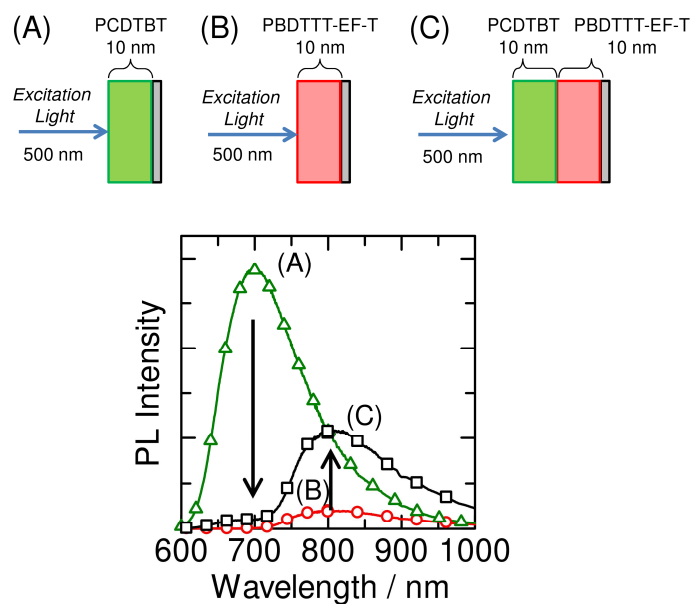 (A)
PCDTBT
10 nm
Excitation
Light
500 nm
(B)
PBDTTT-EF-T
10 nm
Excitation
Light
500 nm
(C)
PCDTBT PBDTTT-EF-T
10 nm 10 nm
Excitation
Light
500 nm
PL Intensity
(A)
(C)
(B)
600 700 800 900 1000
Wavelength / nm